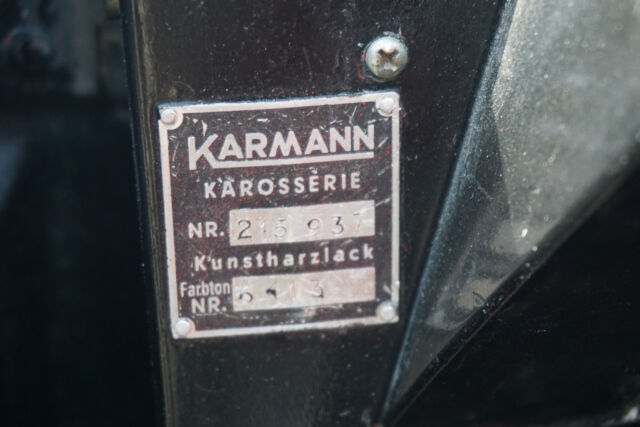 KARMANN
KAROSSERIE
NR. 215 937
Kunstharzlack
Farbton
NR.